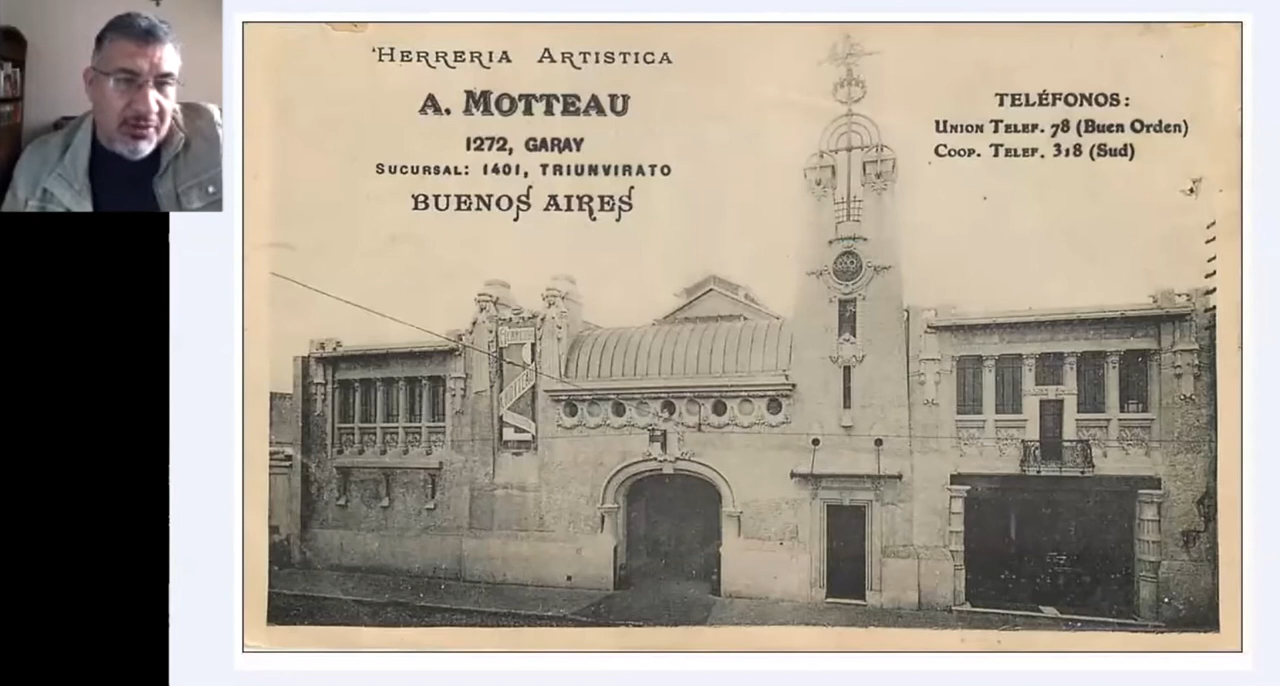 HERRERIA ARTISTICA
A. MOTTEAU
1272, GARAY
SUCURSAL: 1401, TRIUNVIRATO
BUENOS AIRES
TELÉFONOS:
UNION TELEF. 78 (Buen Orden)
COOP. TELEF. 318 (Sud)